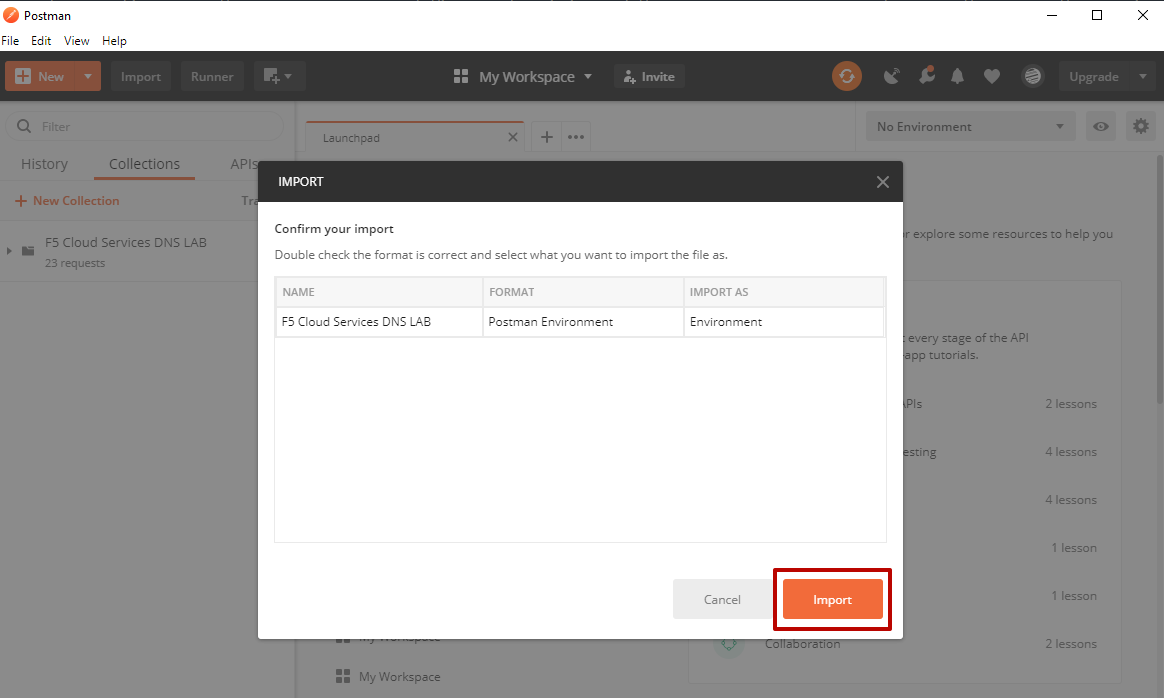 Postman
File Edit View Help
New Import Runner My Workspace Invite Upgrade
Filter
Launchpad
No Environment
History Collections APIs
New Collection
F5 Cloud Services DNS LAB
23 requests
IMPORT
Confirm your import
Double check the format is correct and select what you want to import the file as.
NAME FORMAT IMPORT AS
F5 Cloud Services DNS LAB Postman Environment Environment
Cancel Import
explore some resources to help you
every stage of the API
-app tutorials.
APIs 2 lessons
esting 4 lessons
4 lessons
1 lesson
1 lesson
Collaboration 2 lessons
My Workspace
My Workspace